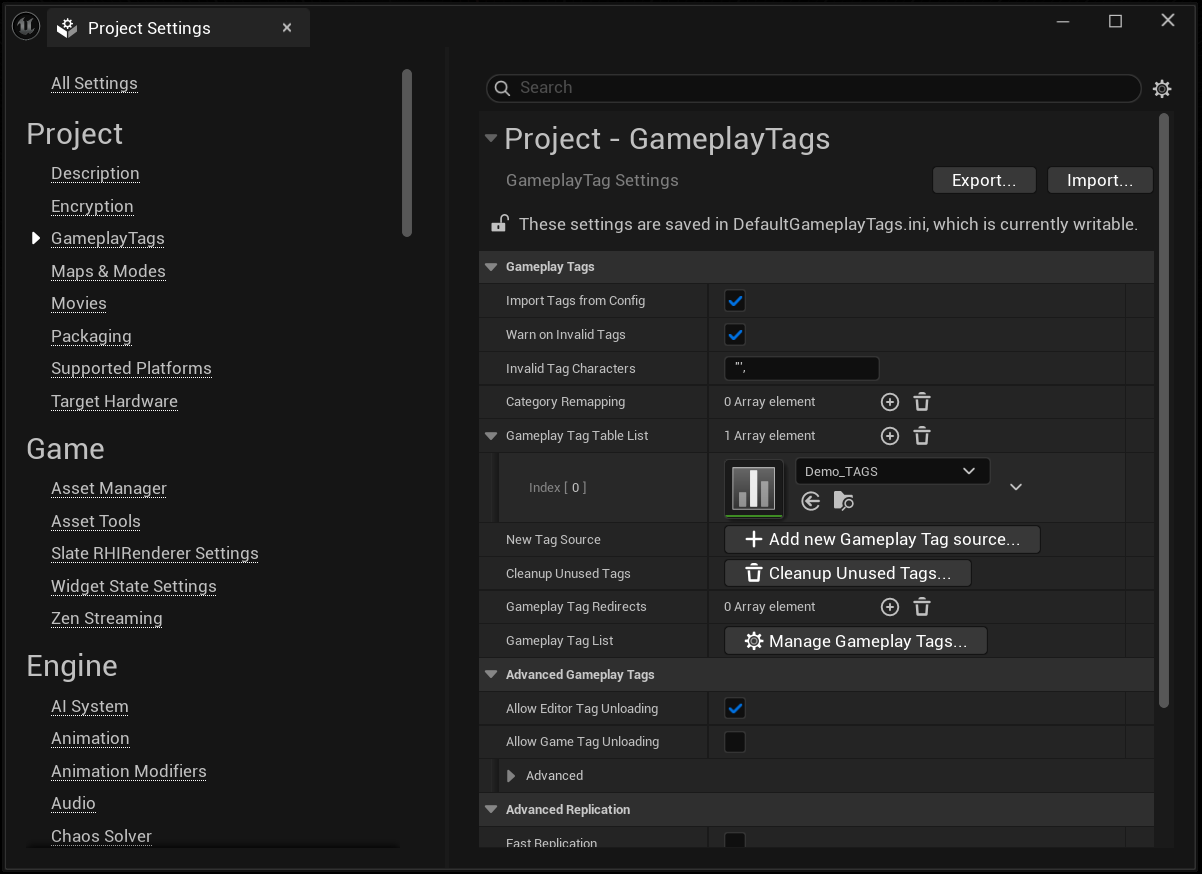 Project Settings
All Settings
Project
Description
Encryption
GameplayTags
Maps & Modes
Movies
Packaging
Supported Platforms
Target Hardware
Game
Asset Manager
Asset Tools
Slate RHIRenderer Settings
Widget State Settings
Zen Streaming
Engine
AI System
Animation
Animation Modifiers
Audio
Chaos Solver
Search
Project - GameplayTags
GameplayTag Settings
Export...
Import...
These settings are saved in DefaultGameplayTags.ini, which is currently writable.
Gameplay Tags
Import Tags from Config
Warn on Invalid Tags
Invalid Tag Characters "',
Category Remapping 0 Array element
Gameplay Tag Table List 1 Array element
Index [ 0 ] Demo_TAGS
New Tag Source Add new Gameplay Tag source...
Cleanup Unused Tags Cleanup Unused Tags...
Gameplay Tag Redirects 0 Array element
Gameplay Tag List Manage Gameplay Tags...
Advanced Gameplay Tags
Allow Editor Tag Unloading
Allow Game Tag Unloading
Advanced
Advanced Replication
Fast Replication